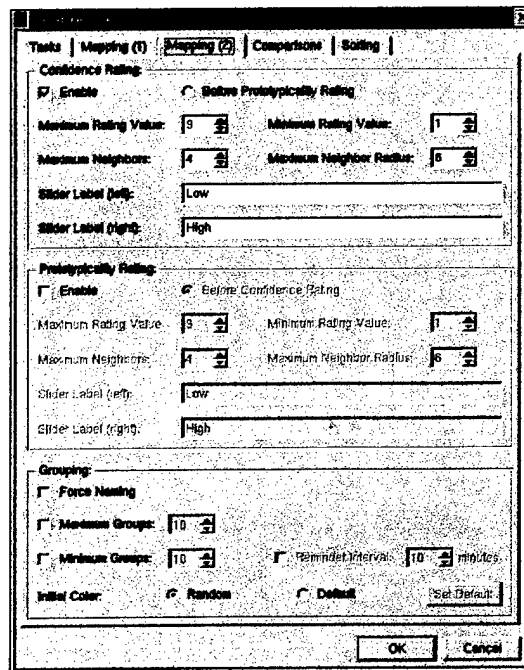 Tasks Mapping (1) Mapping (2) Comparisons Sorting
Confidence Rating:
Enable Before Prototypicality Rating
Maximum Rating Value: 9 Minimum Rating Value: 1
Maximum Neighbors: 4 Maximum Neighbor Radius: 6
Slider Label (left): Low
Slider Label (right): High
Prototypicality Rating:
Enable Before Confidence Rating
Maximum Rating Value: 9 Minimum Rating Value: 1
Maximum Neighbors: 4 Maximum Neighbor Radius: 6
Slider Label (left): Low
Slider Label (right): High
Grouping:
Force Naming
Maximum Groups: 10
Minimum Groups: 10 Reminder Interval: 10 minutes
Initial Color: Random Default Set Default
OK Cancel